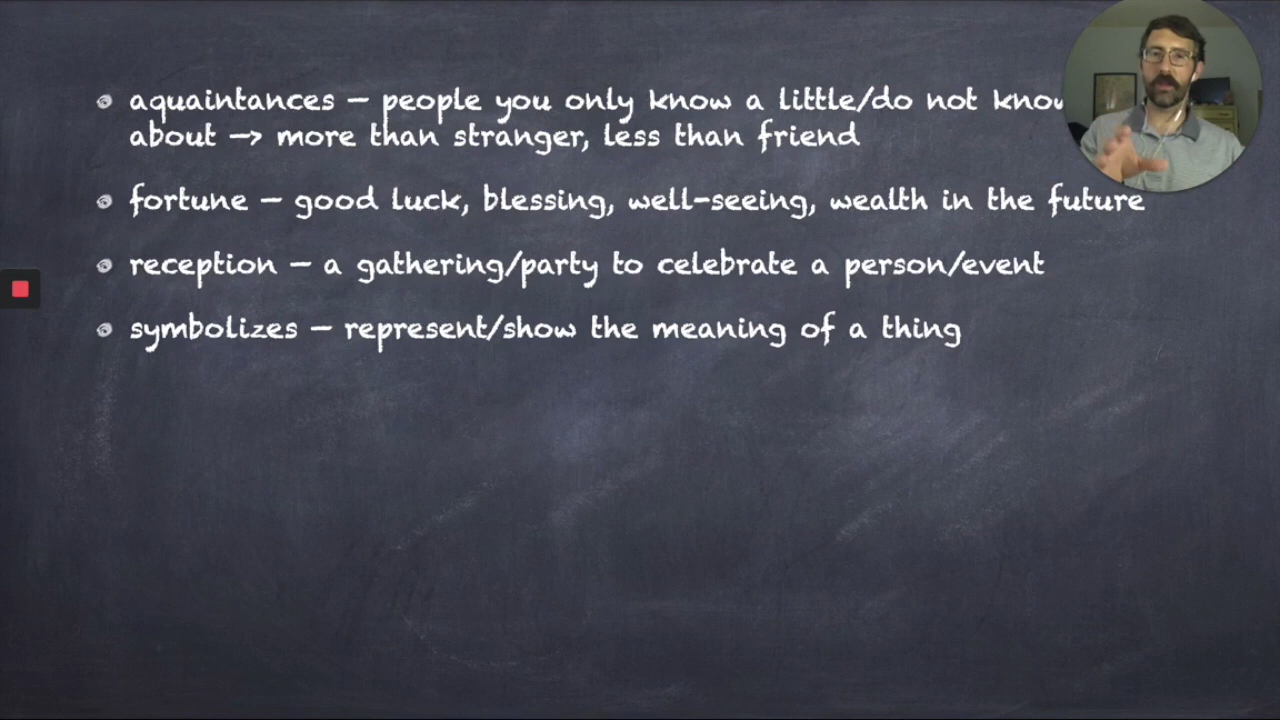 aquaintances – people you only know a little/do not know
about –> more than stranger, less than friend
fortune – good luck, blessing, well-seeing, wealth in the future
reception – a gathering/party to celebrate a person/event
symbolizes – represent/show the meaning of a thing